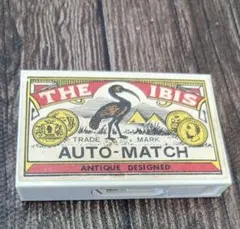 THE IBIS
TRADE MARK
AUTO-MATCH
ANTIQUE DESIGNED